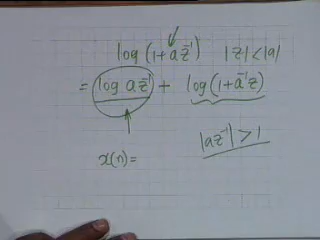 log (1+az⁻¹) |z|<|a|
= log az⁻¹ + log(1+a⁻¹z)
|az⁻¹| > 1
x(n)=